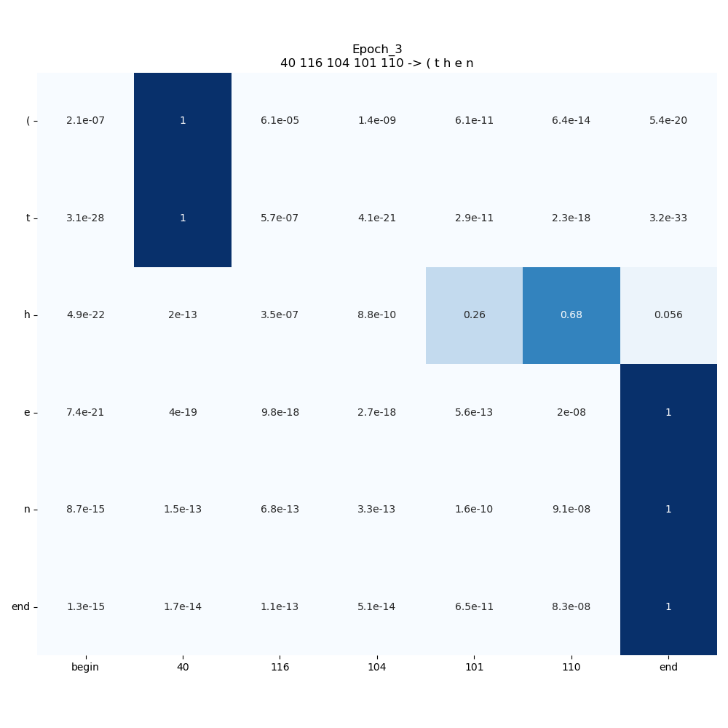 Epoch_3
40 116 104 101 110 -> ( t h e n
( 2.1e-07 1 6.1e-05 1.4e-09 6.1e-11 6.4e-14 5.4e-20
t 3.1e-28 1 5.7e-07 4.1e-21 2.9e-11 2.3e-18 3.2e-33
h 4.9e-22 2e-13 3.5e-07 8.8e-10 0.26 0.68 0.056
e 7.4e-21 4e-19 9.8e-18 2.7e-18 5.6e-13 2e-08 1
n 8.7e-15 1.5e-13 6.8e-13 3.3e-13 1.6e-10 9.1e-08 1
end 1.3e-15 1.7e-14 1.1e-13 5.1e-14 6.5e-11 8.3e-08 1
begin 40 116 104 101 110 end